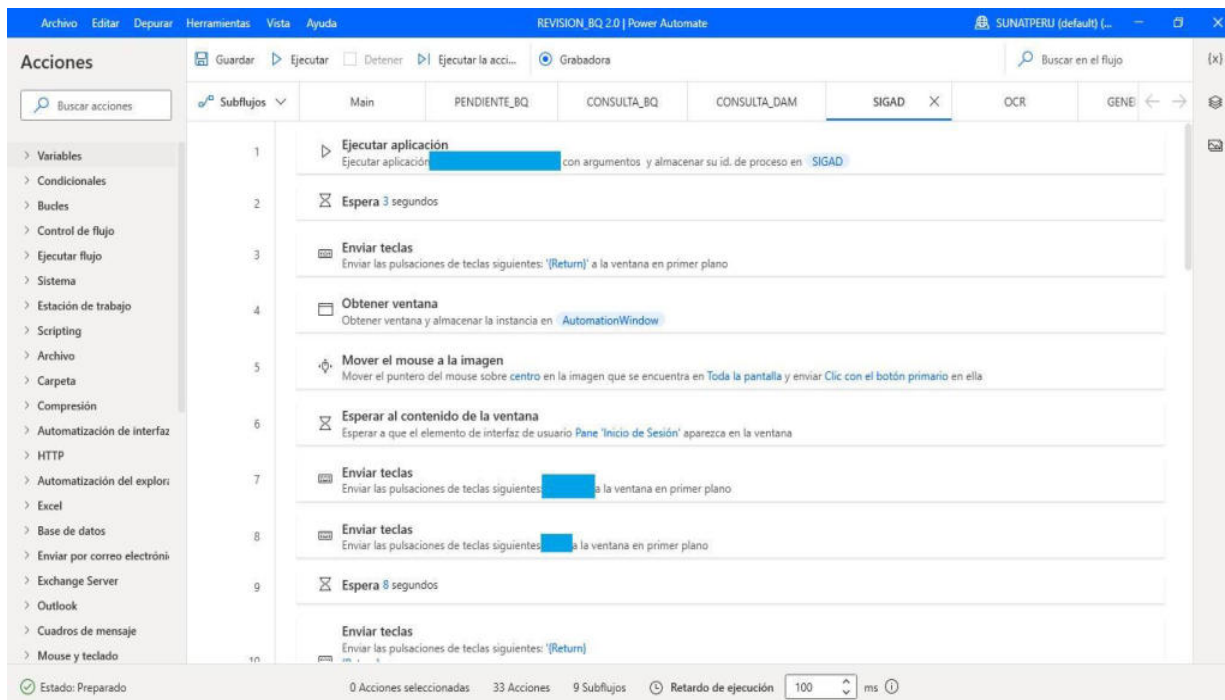 Archivo Editar Depurar Herramientas Vista Ayuda REVISION_BQ 2.0 | Power Automate SUNATPERU (default) (...
Acciones
Guardar Ejecutar Detener Ejecutar la acci... Grabadora Buscar en el flujo {x}
Buscar acciones
Subflujos Main PENDIENTE_BQ CONSULTA_BQ CONSULTA_DAM SIGAD OCR GENE
Variables
Condicionales
Bucles
Control de flujo
Ejecutar flujo
Sistema
Estación de trabajo
Scripting
Archivo
Carpeta
Compresión
Automatización de interfaz
HTTP
Automatización del explora
Excel
Base de datos
Enviar por correo electróni
Exchange Server
Outlook
Cuadros de mensaje
Mouse y teclado
1 Ejecutar aplicación
Ejecutar aplicación con argumentos y almacenar su id. de proceso en SIGAD
2 Espera 3 segundos
3 Enviar teclas
Enviar las pulsaciones de teclas siguientes: '{Return}' a la ventana en primer plano
4 Obtener ventana
Obtener ventana y almacenar la instancia en AutomationWindow
5 Mover el mouse a la imagen
Mover el puntero del mouse sobre centro en la imagen que se encuentra en Toda la pantalla y enviar Clic con el botón primario en ella
6 Esperar al contenido de la ventana
Esperar a que el elemento de interfaz de usuario Pane 'Inicio de Sesión' aparezca en la ventana
7 Enviar teclas
Enviar las pulsaciones de teclas siguientes: a la ventana en primer plano
8 Enviar teclas
Enviar las pulsaciones de teclas siguientes a la ventana en primer plano
9 Espera 8 segundos
Enviar teclas
Enviar las pulsaciones de teclas siguientes: '{Return}
10
Estado: Preparado 0 Acciones seleccionadas 33 Acciones 9 Subflujos Retardo de ejecución 100 ms